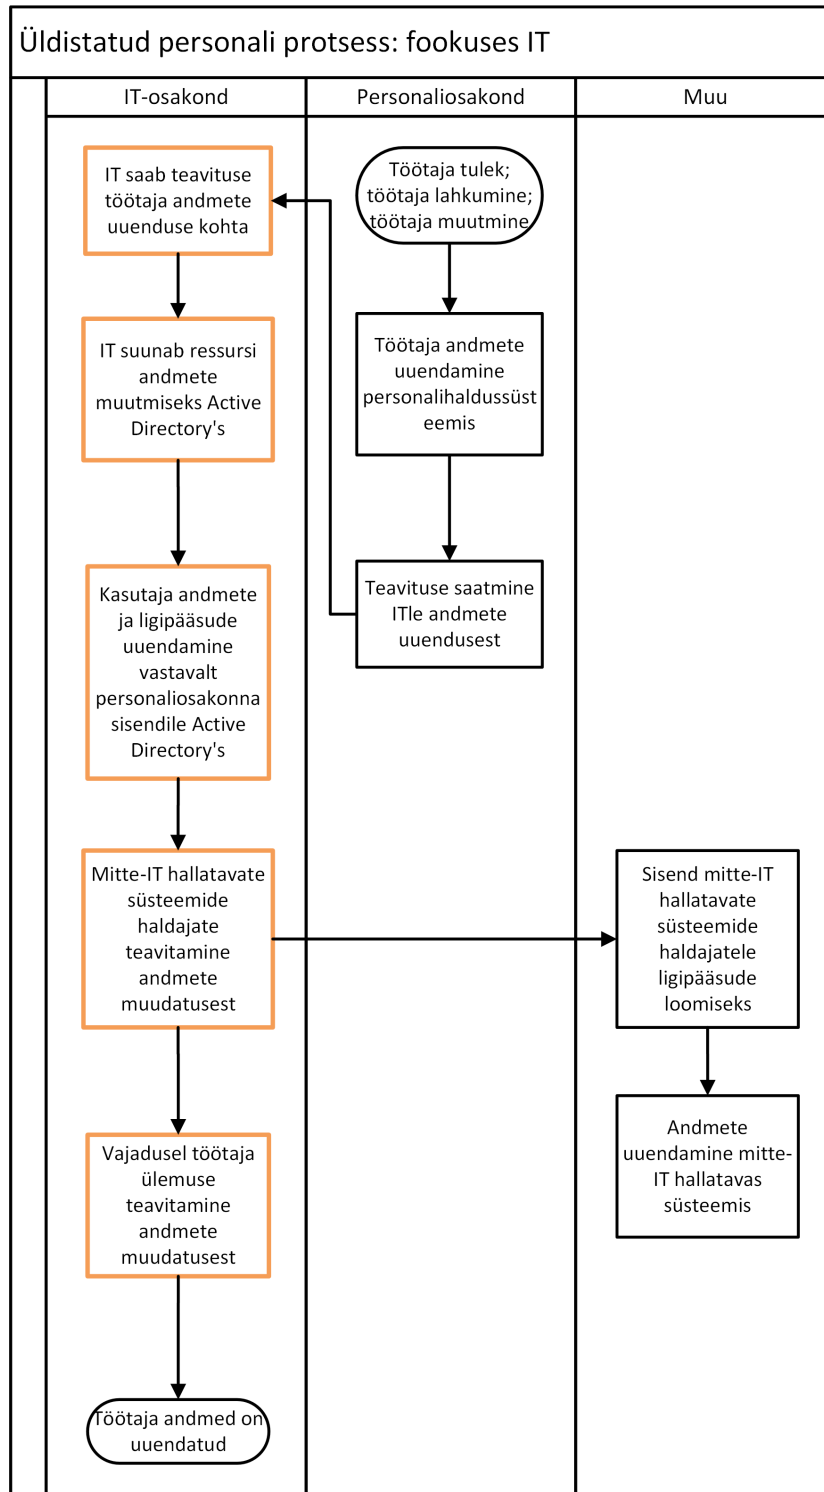 Üldistatud personali protsess: fookuses IT
IT-osakond
Personaliosakond
Muu
IT saab teavituse
töötaja andmete
uuenduse kohta
Töötaja tulek;
töötaja lahkumine;
töötaja muutmine
IT suunab ressursi
andmete
muutmiseks Active
Directory's
Töötaja andmete
uuendamine
personalihaldussüst
eemis
Kasutaja andmete
ja ligipääsude
uuendamine
vastavalt
personaliosakonna
sisendile Active
Directory's
Teavituse saatmine
ITle andmete
uuendusest
Mitte-IT hallatavate
süsteemide
haldajate
teavitamine
andmete
muudatusest
Sisend mitte-IT
hallatavate
süsteemide
haldajatele
ligipääsude
loomiseks
Vajadusel töötaja
ülemuse
teavitamine
andmete
muudatusest
Andmete
uuendamine mitte-
IT hallatavas
süsteemis
Töötaja andmed on
uuendatud